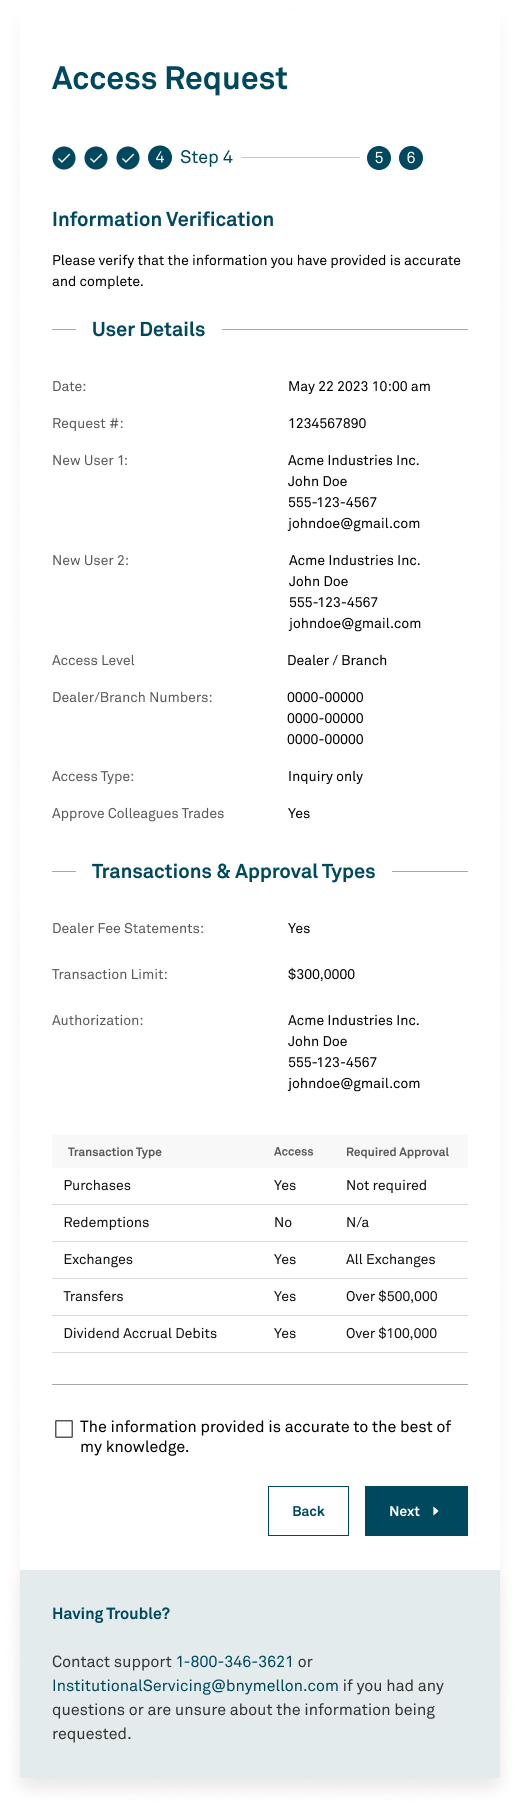 Access Request
4 Step 4 5 6
Information Verification
Please verify that the information you have provided is accurate
and complete.
User Details
Date: May 22 2023 10:00 am
Request #: 1234567890
New User 1: Acme Industries Inc.
John Doe
555-123-4567
johndoe@gmail.com
New User 2: Acme Industries Inc.
John Doe
555-123-4567
johndoe@gmail.com
Access Level Dealer / Branch
Dealer/Branch Numbers: 0000-00000
0000-00000
0000-00000
Access Type: Inquiry only
Approve Colleagues Trades Yes
Transactions & Approval Types
Dealer Fee Statements: Yes
Transaction Limit: $300,0000
Authorization: Acme Industries Inc.
John Doe
555-123-4567
johndoe@gmail.com
Transaction Type Access Required Approval
Purchases Yes Not required
Redemptions No N/a
Exchanges Yes All Exchanges
Transfers Yes Over $500,000
Dividend Accrual Debits Yes Over $100,000
The information provided is accurate to the best of
my knowledge.
Back Next
Having Trouble?
Contact support 1-800-346-3621 or
InstitutionalServicing@bnymellon.com if you had any
questions or are unsure about the information being
requested.